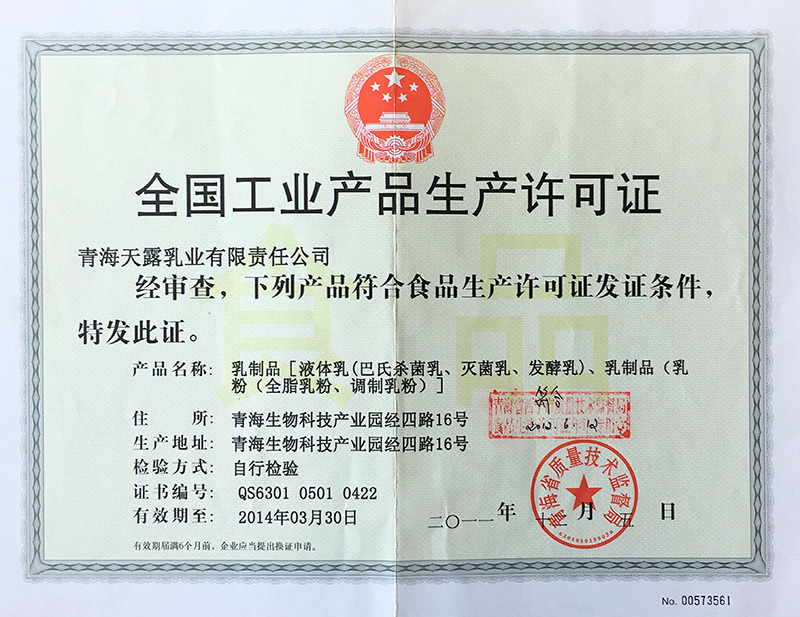 全国工业产品生产许可证
青海天露乳业有限责任公司
经审查，下列产品符合食品生产许可证发证条件，
特发此证。
产品名称： 乳制品［液体乳(巴氏杀菌乳、灭菌乳、发酵乳)、乳制品（乳
粉（全脂乳粉、调制乳粉）］
住 所： 青海生物科技产业园经四路16号
生产地址： 青海生物科技产业园经四路16号
检验方式： 自行检验
证书编号： QS6301 0501 0422
有效期至： 2014年03月30日
二〇一一 年 十二 月 五 日
青海省质量技术监督局
食品
有效期届满6个月前，企业应当提出换证申请。
No. 00573561